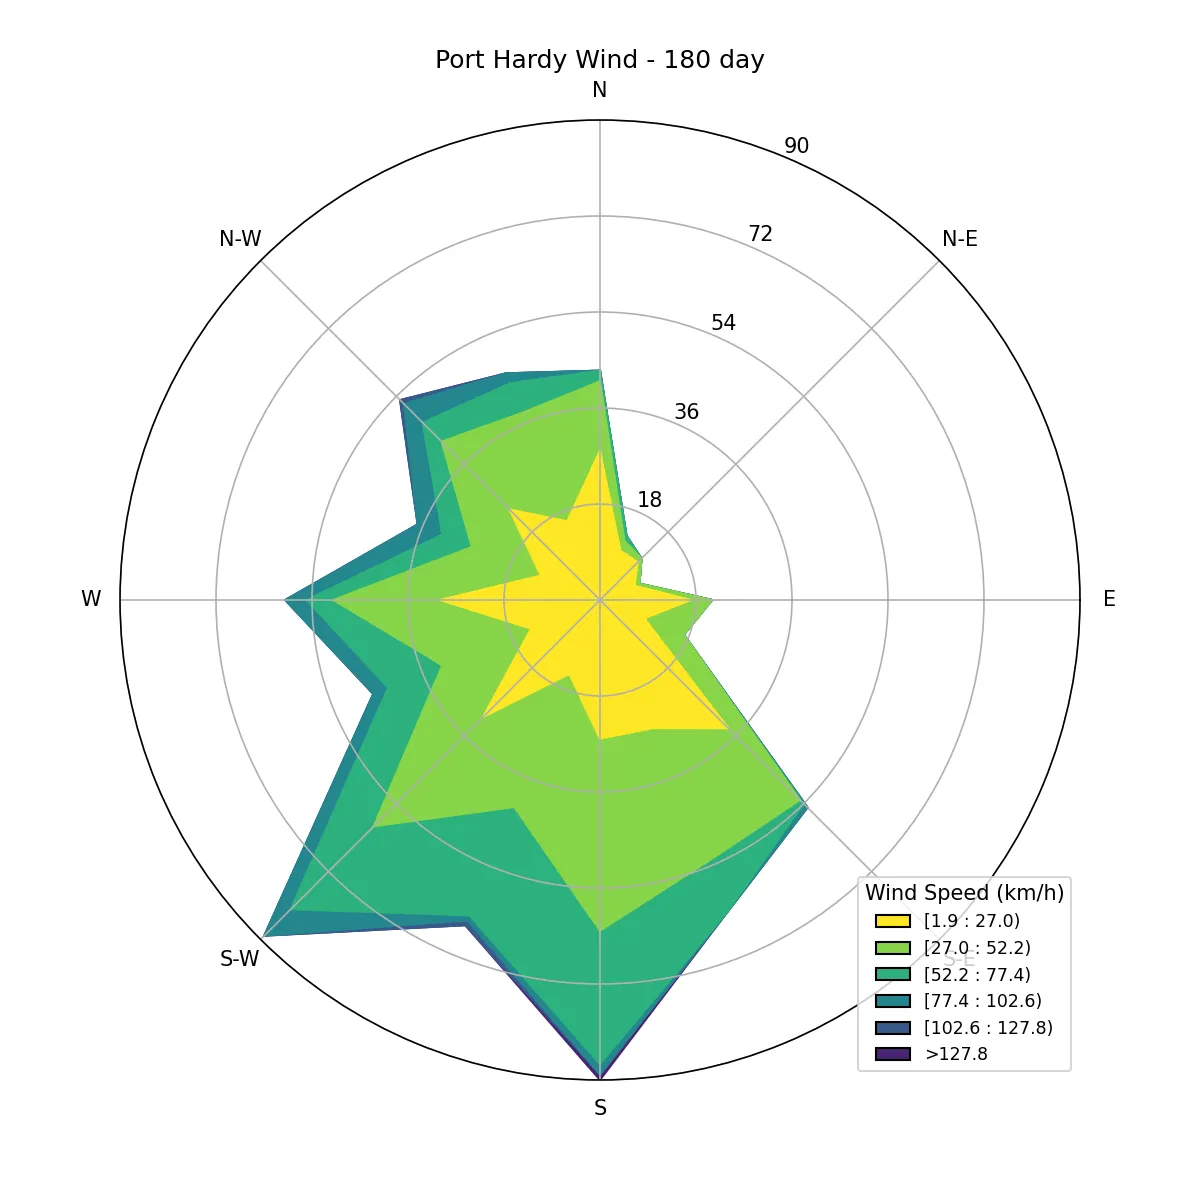 Port Hardy Wind - 180 day
N
90
N-W
72
N-E
54
36
18
W
E
Wind Speed (km/h)
[1.9 : 27.0)
[27.0 : 52.2)
S-W
S-E
[52.2 : 77.4)
[77.4 : 102.6)
[102.6 : 127.8)
>127.8
S